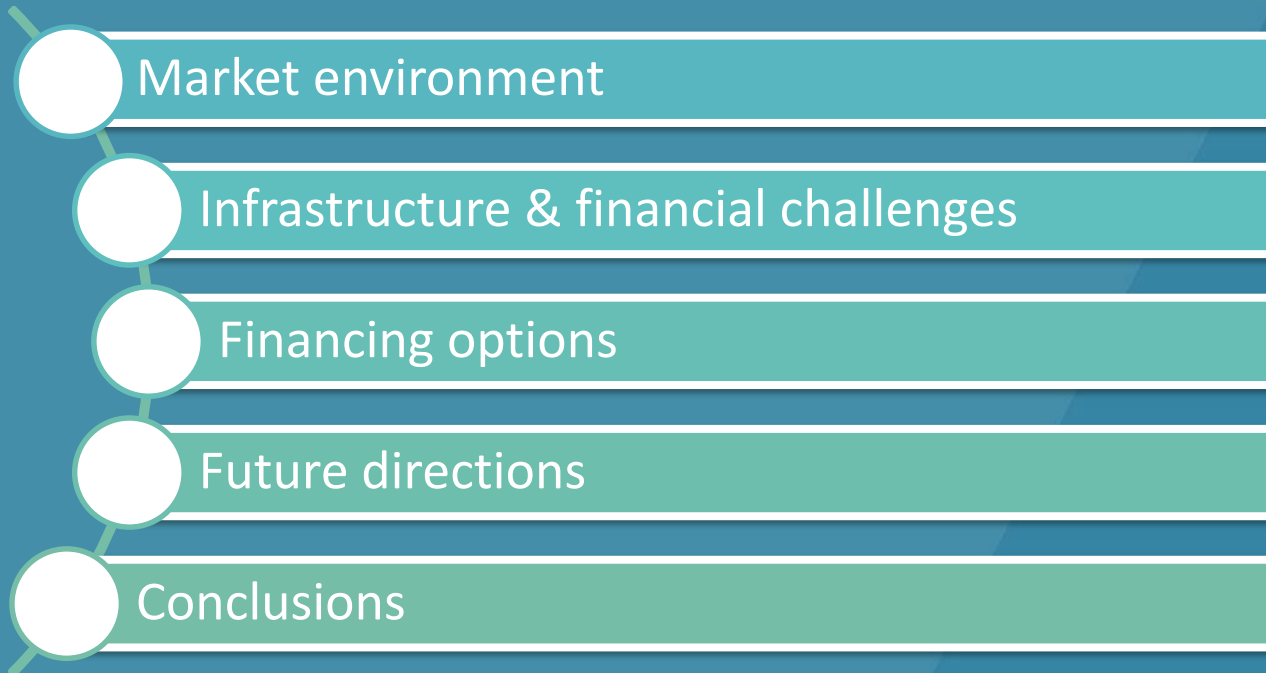 Market environment
Infrastructure & financial challenges
Financing options
Future directions
Conclusions